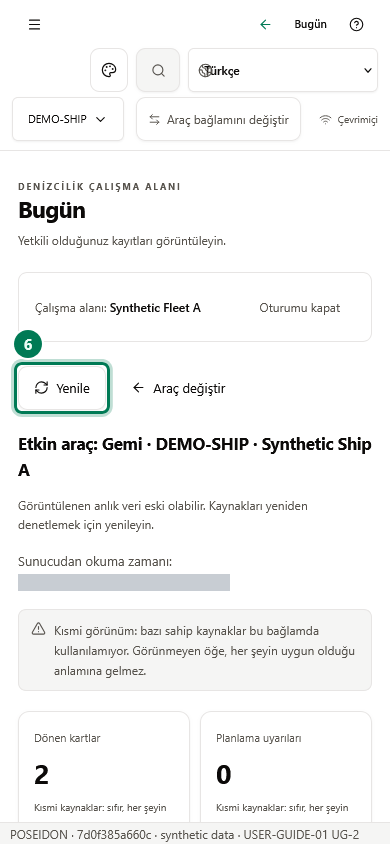 Bugün
Türkçe
DEMO-SHIP
Araç bağlamını değiştir
Çevrimiçi
DENİZCİLİK ÇALIŞMA ALANI
Bugün
Yetkili olduğunuz kayıtları görüntüleyin.
Çalışma alanı: Synthetic Fleet A
Oturumu kapat
6
Yenile
Araç değiştir
Etkin araç: Gemi · DEMO-SHIP · Synthetic Ship
A
Görüntülenen anlık veri eski olabilir. Kaynakları yeniden
denetlemek için yenileyin.
Sunucudan okuma zamanı:
Kısmi görünüm: bazı sahip kaynaklar bu bağlamda
kullanılamıyor. Görünmeyen öğe, her şeyin uygun olduğu
anlamına gelmez.
Dönen kartlar
2
Kısmi kaynaklar: sıfır, her şeyin
Planlama uyarıları
0
Kısmi kaynaklar: sıfır, her şeyin
POSEIDON · 7d0f385a660c · synthetic data · USER-GUIDE-01 UG-2